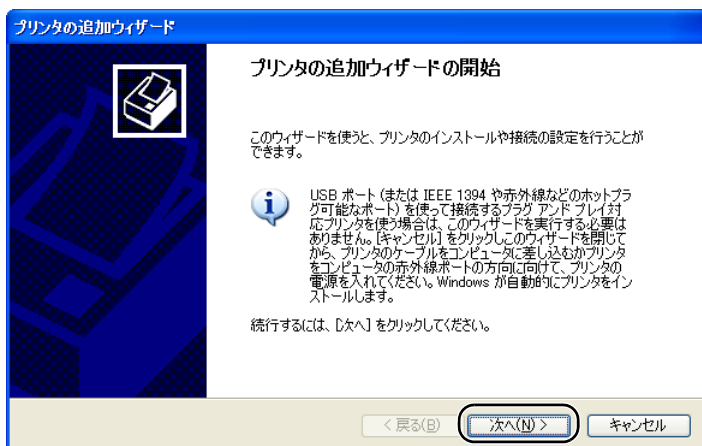 プリンタの追加ウィザード
プリンタの追加ウィザードの開始
このウィザードを使うと、プリンタのインストールや接続の設定を行うことが
できます。
USB ポート (または IEEE 1394 や赤外線などのホットプラ
グ可能なポート) を使って接続するプラグ アンド プレイ対
応プリンタを使う場合は、このウィザードを実行する必要は
ありません。[キャンセル] をクリックしこのウィザードを閉じて
から、プリンタのケーブルをコンピュータに差し込むかプリンタ
をコンピュータの赤外線ポートの方向に向けて、プリンタの
電源を入れてください。Windows が自動的にプリンタをイン
ストールします。
続行するには、[次へ] をクリックしてください。
< 戻る(B) 次へ(N) > キャンセル